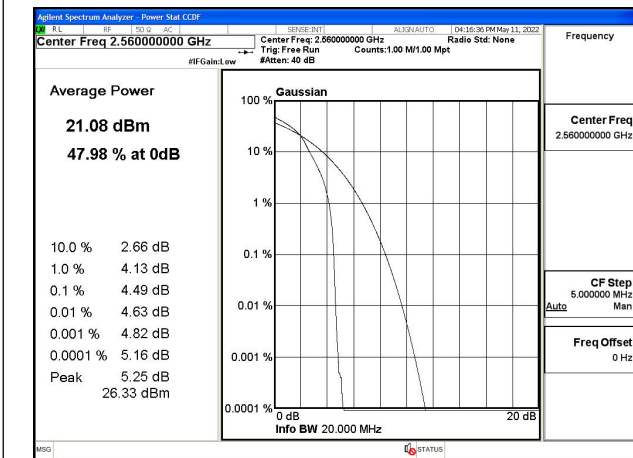 Agilent Spectrum Analyzer - Power Stat CCDF
RL RF 50 Ω AC SENSE:INT ALIGN AUTO 04:16:36 PM May 11, 2022
Center Freq 2.560000000 GHz
Center Freq: 2.560000000 GHz Radio Std: None
Trig: Free Run Counts:1.00 M/1.00 Mpt
#IFGain:Low #Atten: 40 dB
Frequency
Average Power
21.08 dBm
47.98 % at 0dB
10.0 % 2.66 dB
1.0 % 4.13 dB
0.1 % 4.49 dB
0.01 % 4.63 dB
0.001 % 4.82 dB
0.0001 % 5.16 dB
Peak 5.25 dB
26.33 dBm
Gaussian
100 %
10 %
1 %
0.1 %
0.01 %
0.001 %
0.0001 %
0 dB 20 dB
Info BW 20.000 MHz
Center Freq
2.560000000 GHz
CF Step
5.000000 MHz
Auto Man
Freq Offset
0 Hz
MSG STATUS